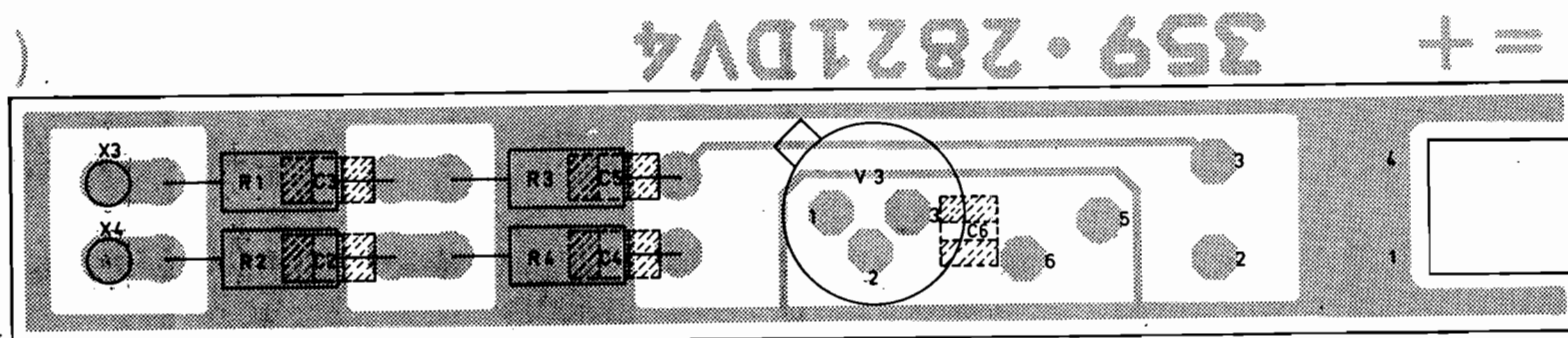 359·2821DV4 + =
X3
R1 C3 R3 C5 V3 3 4
1 3 C6 5
X4
R2 C2 R4 C4 2 6 2 1